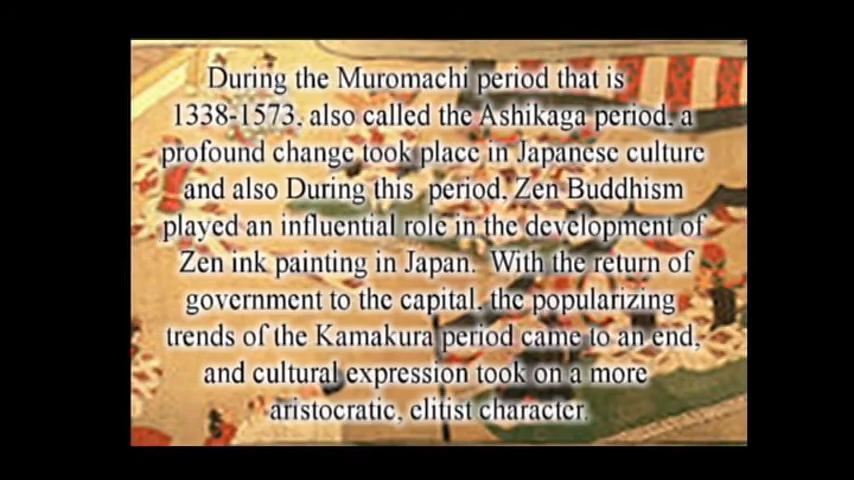 During the Muromachi period that is
1338-1573, also called the Ashikaga period, a
profound change took place in Japanese culture
and also During this period, Zen Buddhism
played an influential role in the development of
Zen ink painting in Japan. With the return of
government to the capital, the popularizing
trends of the Kamakura period came to an end,
and cultural expression took on a more
aristocratic, elitist character.